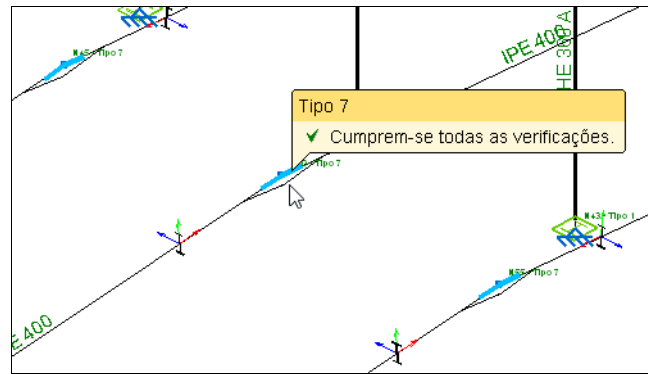 N45 - Tipo 7
IPE 400
HE 300 A
Tipo 7
Cumprem-se todas as verificações.
Tipo 7
N43 Tipo 1
N55 - Tipo 7
E 400